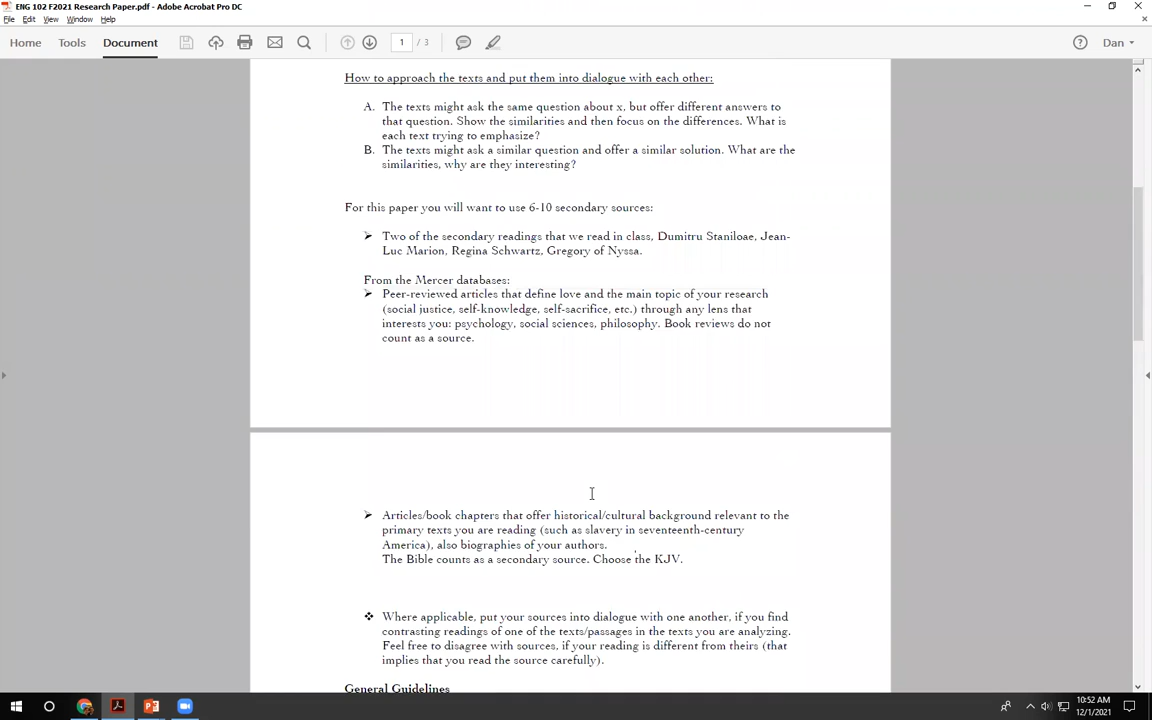 ENG 102 F2021 Research Paper.pdf - Adobe Acrobat Pro DC
File Edit View Window Help
Home Tools Document 1 / 3 Dan
How to approach the texts and put them into dialogue with each other:
A. The texts might ask the same question about x, but offer different answers to
that question. Show the similarities and then focus on the differences. What is
each text trying to emphasize?
B. The texts might ask a similar question and offer a similar solution. What are the
similarities, why are they interesting?
For this paper you will want to use 6-10 secondary sources:
➢ Two of the secondary readings that we read in class, Dumitru Staniloae, Jean-
Luc Marion, Regina Schwartz, Gregory of Nyssa.
From the Mercer databases:
➢ Peer-reviewed articles that define love and the main topic of your research
(social justice, self-knowledge, self-sacrifice, etc.) through any lens that
interests you: psychology, social sciences, philosophy. Book reviews do not
count as a source.
➢ Articles/book chapters that offer historical/cultural background relevant to the
primary texts you are reading (such as slavery in seventeenth-century
America), also biographies of your authors.
The Bible counts as a secondary source. Choose the KJV.
❖ Where applicable, put your sources into dialogue with one another, if you find
contrasting readings of one of the texts/passages in the texts you are analyzing.
Feel free to disagree with sources, if your reading is different from theirs (that
implies that you read the source carefully).
General Guidelines
10:52 AM
12/1/2021